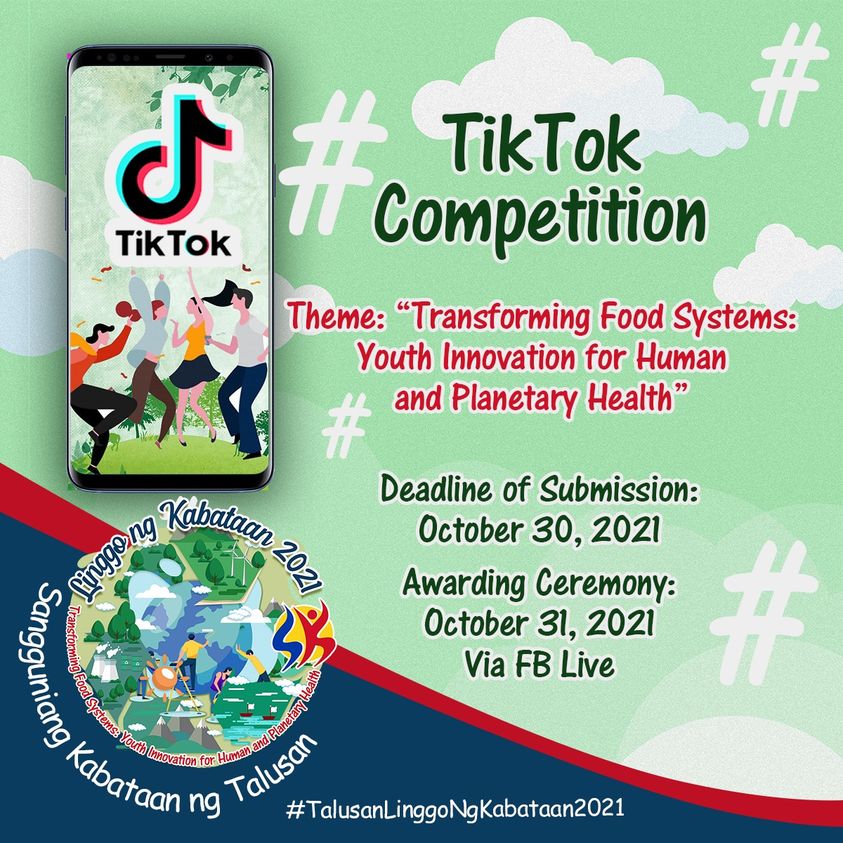 TikTok
TikTok
Competition
Theme: “Transforming Food Systems:
Youth Innovation for Human
and Planetary Health”
Deadline of Submission:
October 30, 2021
Awarding Ceremony:
October 31, 2021
Via FB Live
Linggo ng Kabataan 2021
SK
Transforming Food Systems: Youth Innovation for Human and Planetary Health
Sangguniang Kabataan ng Talusan
#TalusanLinggoNgKabataan2021